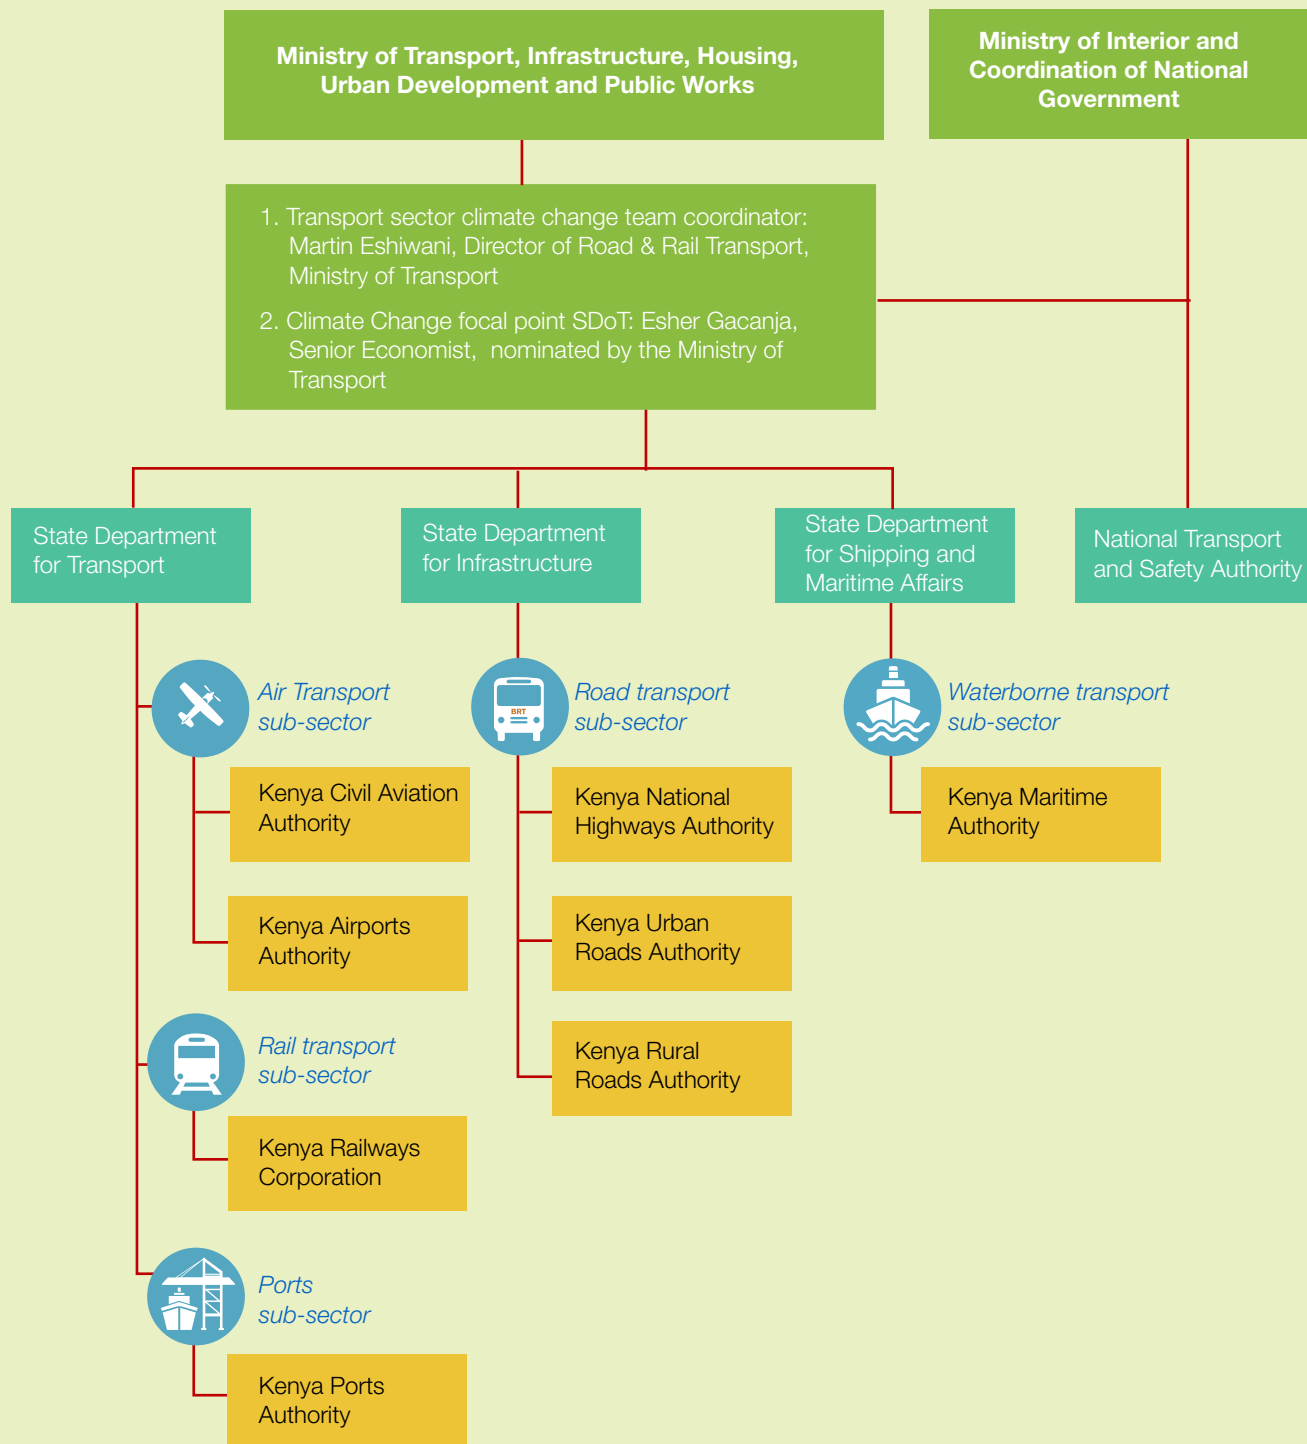 Ministry of Transport, Infrastructure, Housing,
Urban Development and Public Works
Ministry of Interior and
Coordination of National
Government
1. Transport sector climate change team coordinator:
Martin Eshiwani, Director of Road & Rail Transport,
Ministry of Transport
2. Climate Change focal point SDoT: Esher Gacanja,
Senior Economist, nominated by the Ministry of
Transport
State Department
for Transport
State Department
for Infrastructure
State Department
for Shipping and
Maritime Affairs
National Transport
and Safety Authority
Air Transport
sub-sector
BRT
Road transport
sub-sector
Waterborne transport
sub-sector
Kenya Civil Aviation
Authority
Kenya National
Highways Authority
Kenya Maritime
Authority
Kenya Airports
Authority
Kenya Urban
Roads Authority
Rail transport
sub-sector
Kenya Rural
Roads Authority
Kenya Railways
Corporation
Ports
sub-sector
Kenya Ports
Authority